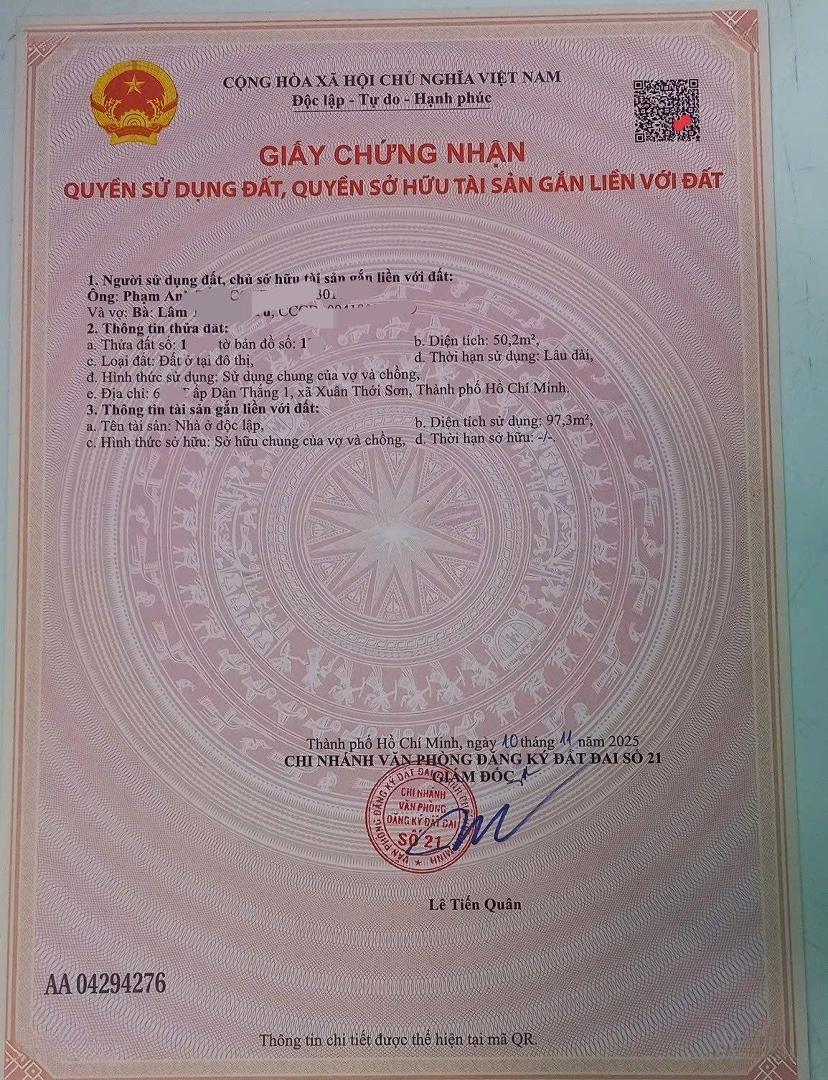 CỘNG HÒA XÃ HỘI CHỦ NGHĨA VIỆT NAM
Độc lập - Tự do - Hạnh phúc
GIẤY CHỨNG NHẬN
QUYỀN SỬ DỤNG ĐẤT, QUYỀN SỞ HỮU TÀI SẢN GẮN LIỀN VỚI ĐẤT
1. Người sử dụng đất, chủ sở hữu tài sản gắn liền với đất:
Ông: Phạm
Và vợ: Bà: Lâm
2. Thông tin thửa đất:
a. Thửa đất số: 1 tờ bản đồ số: 1 b. Diện tích: 50,2m²,
c. Loại đất: Đất ở tại đô thị, d. Thời hạn sử dụng: Lâu dài,
đ. Hình thức sử dụng: Sử dụng chung của vợ và chồng,
e. Địa chỉ: 6 ấp Dân Thắng 1, xã Xuân Thới Sơn, Thành phố Hồ Chí Minh.
3. Thông tin tài sản gắn liền với đất:
a. Tên tài sản: Nhà ở độc lập, b. Diện tích sử dụng: 97,3m²,
c. Hình thức sở hữu: Sở hữu chung của vợ và chồng, d. Thời hạn sở hữu: -/-.
Thành phố Hồ Chí Minh, ngày 10 tháng 11 năm 2025
CHI NHÁNH VĂN PHÒNG ĐĂNG KÝ ĐẤT ĐAI SỐ 21
GIÁM ĐỐC
CHI NHÁNH
VĂN PHÒNG
ĐĂNG KÝ ĐẤT ĐAI
SỐ 21
Lê Tiến Quân
AA 04294276
Thông tin chi tiết được thể hiện tại mã QR.